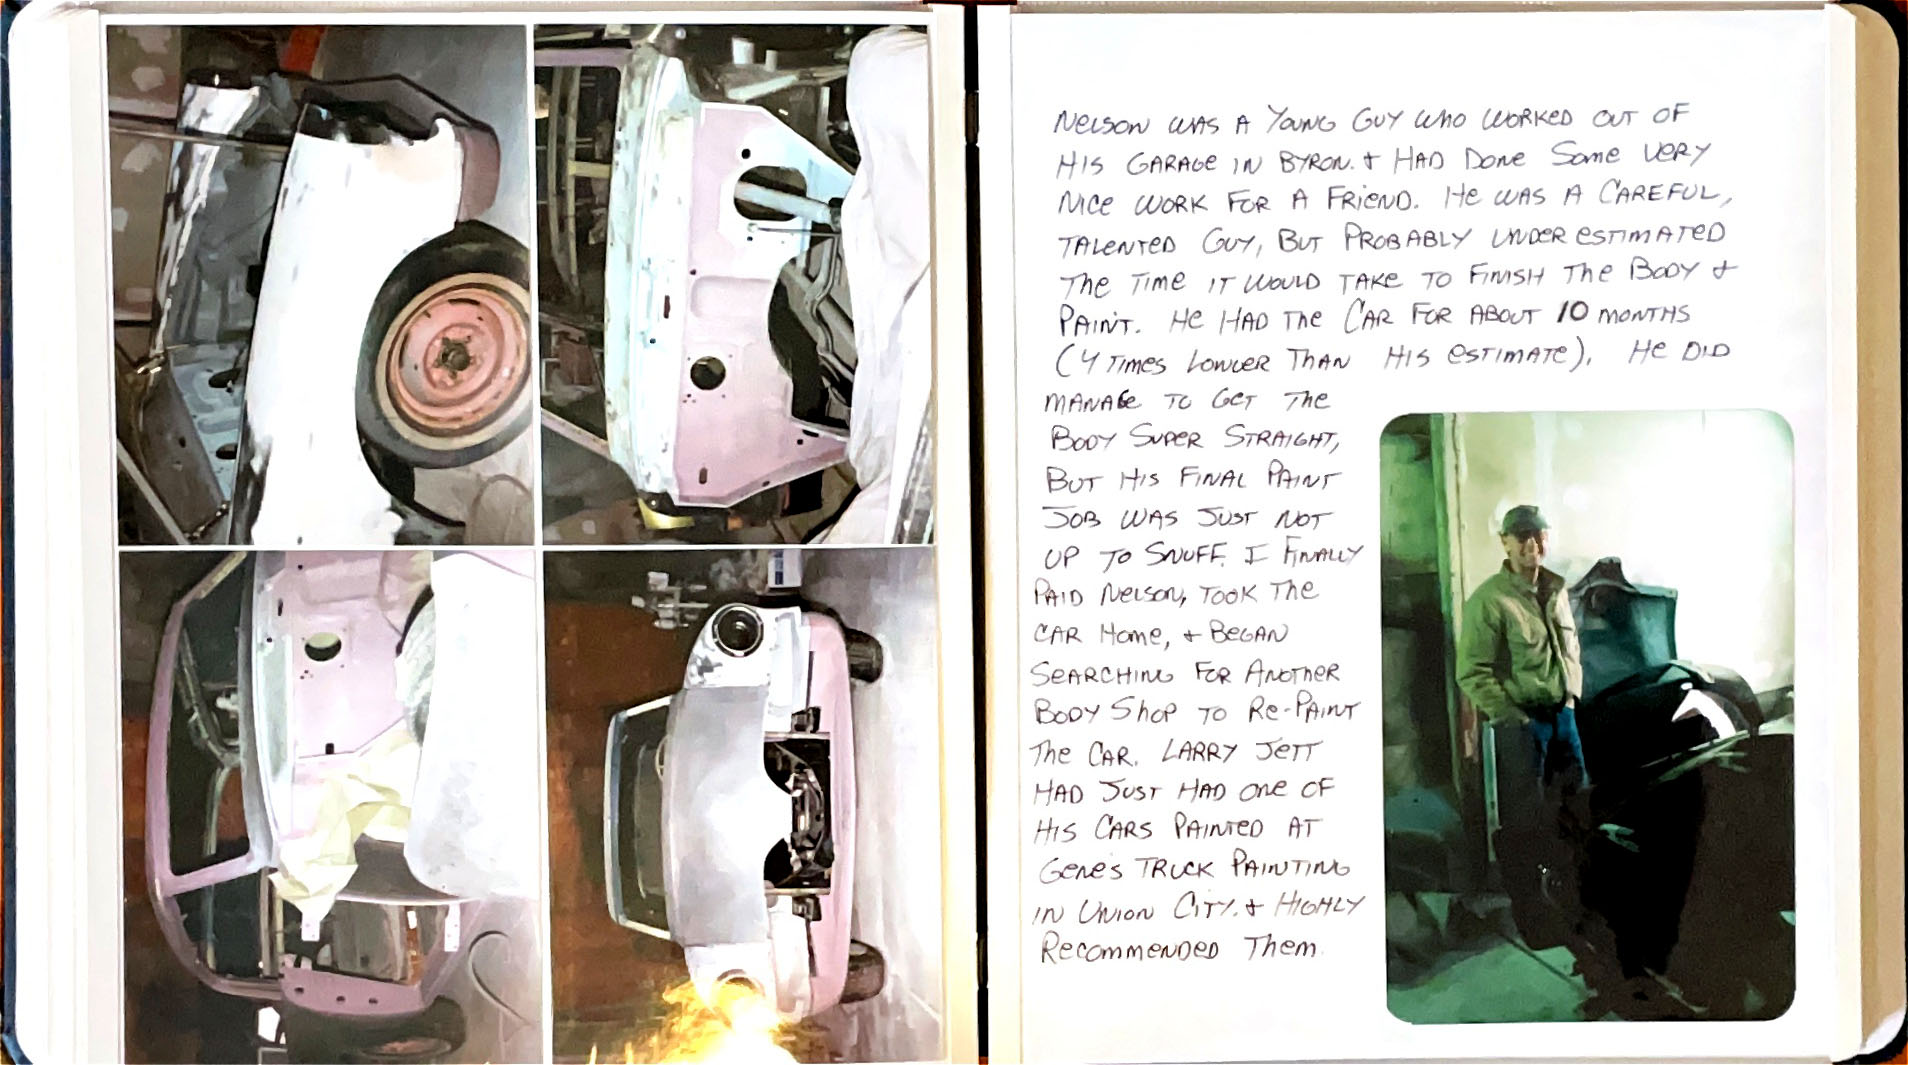 NELSON WAS A YOUNG GUY WHO WORKED OUT OF
HIS GARAGE IN BYRON. & HAD DONE SOME VERY
NICE WORK FOR A FRIEND. HE WAS A CAREFUL,
TALENTED GUY, BUT PROBABLY UNDER ESTIMATED
THE TIME IT WOULD TAKE TO FINISH THE BODY &
PAINT. HE HAD THE CAR FOR ABOUT 10 MONTHS
(4 TIMES LONGER THAN HIS ESTIMATE). HE DID
MANAGE TO GET THE
BODY SUPER STRAIGHT,
BUT HIS FINAL PAINT
JOB WAS JUST NOT
UP TO SNUFF. I FINALLY
PAID NELSON, TOOK THE
CAR HOME, & BEGAN
SEARCHING FOR ANOTHER
BODY SHOP TO RE-PAINT
THE CAR. LARRY JETT
HAD JUST HAD ONE OF
HIS CARS PAINTED AT
GENE'S TRUCK PAINTING
IN UNION CITY. & HIGHLY
RECOMMENDED THEM.